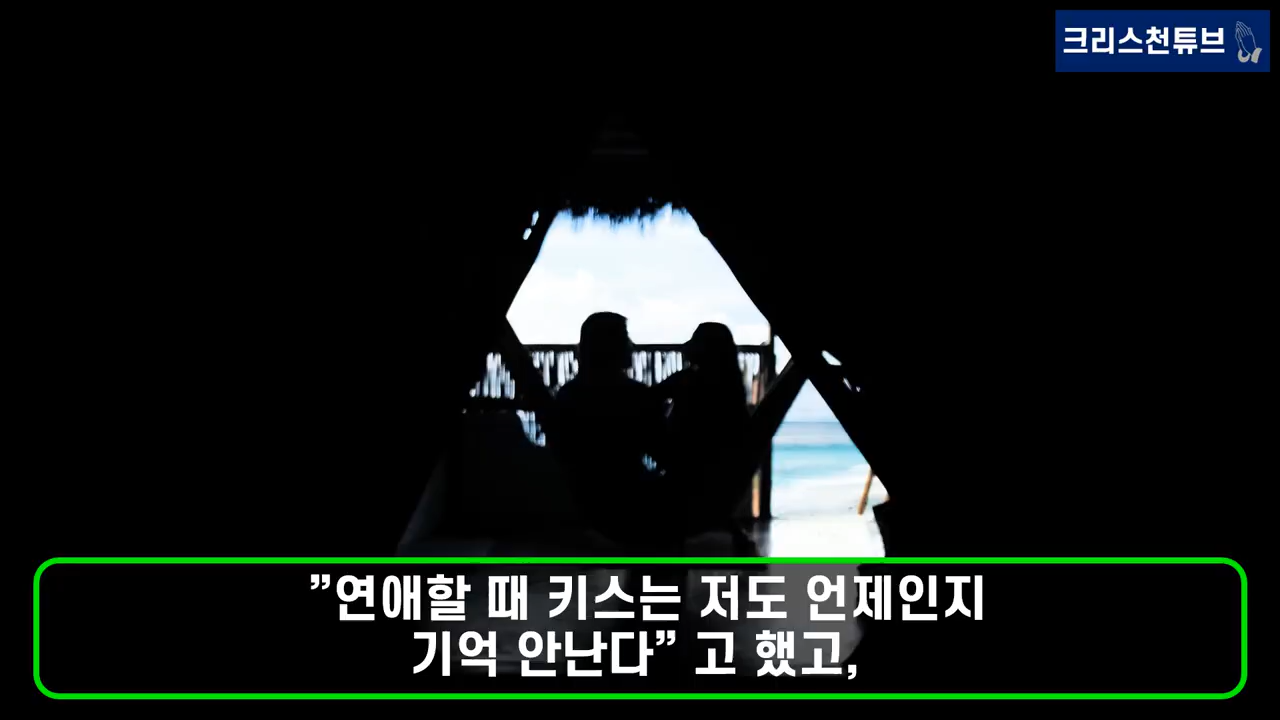 크리스천튜브
”연애할 때 키스는 저도 언제인지
기억 안난다” 고 했고,